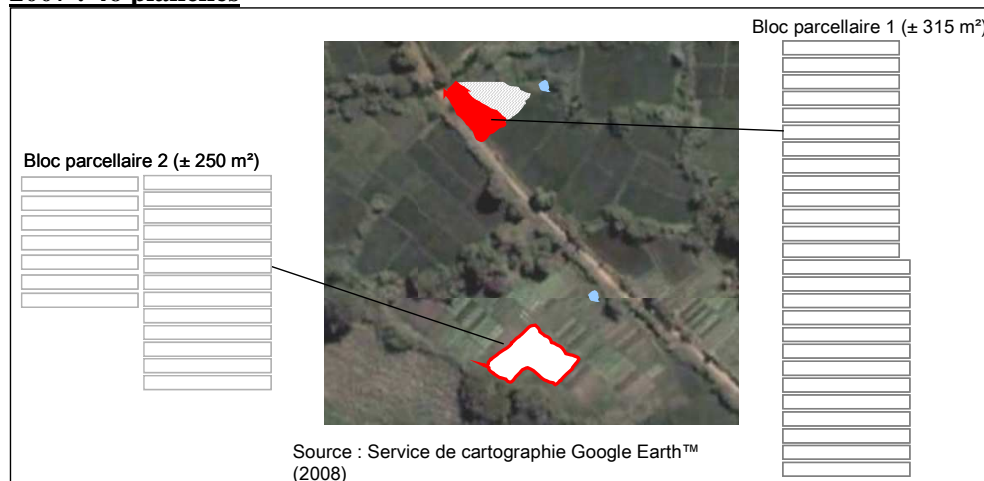 Bloc parcellaire 1 (± 315 m²)
Bloc parcellaire 2 (± 250 m²)
Source : Service de cartographie Google Earth™
(2008)